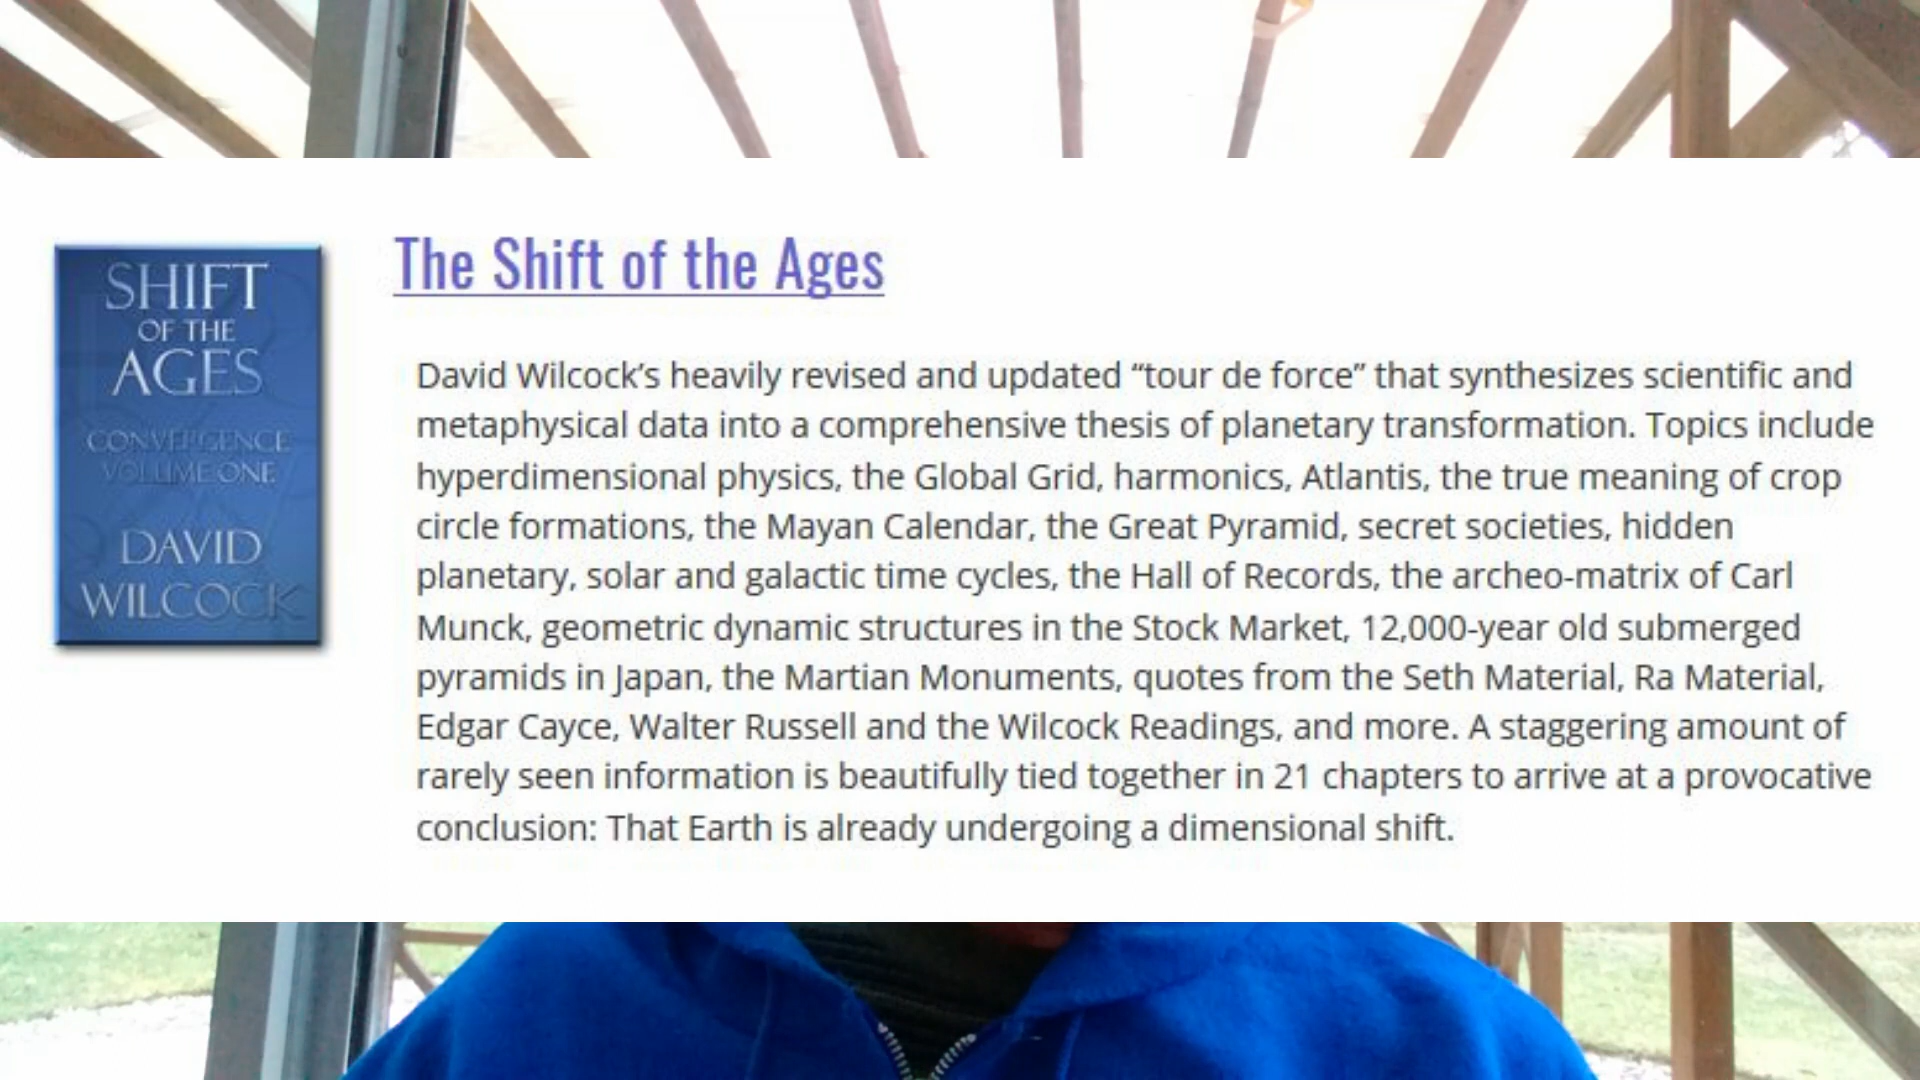 SHIFT
OF THE
AGES
CONVERGENCE
VOLUME ONE
DAVID
WILCOCK
The Shift of the Ages
David Wilcock’s heavily revised and updated “tour de force” that synthesizes scientific and
metaphysical data into a comprehensive thesis of planetary transformation. Topics include
hyperdimensional physics, the Global Grid, harmonics, Atlantis, the true meaning of crop
circle formations, the Mayan Calendar, the Great Pyramid, secret societies, hidden
planetary, solar and galactic time cycles, the Hall of Records, the archeo-matrix of Carl
Munck, geometric dynamic structures in the Stock Market, 12,000-year old submerged
pyramids in Japan, the Martian Monuments, quotes from the Seth Material, Ra Material,
Edgar Cayce, Walter Russell and the Wilcock Readings, and more. A staggering amount of
rarely seen information is beautifully tied together in 21 chapters to arrive at a provocative
conclusion: That Earth is already undergoing a dimensional shift.